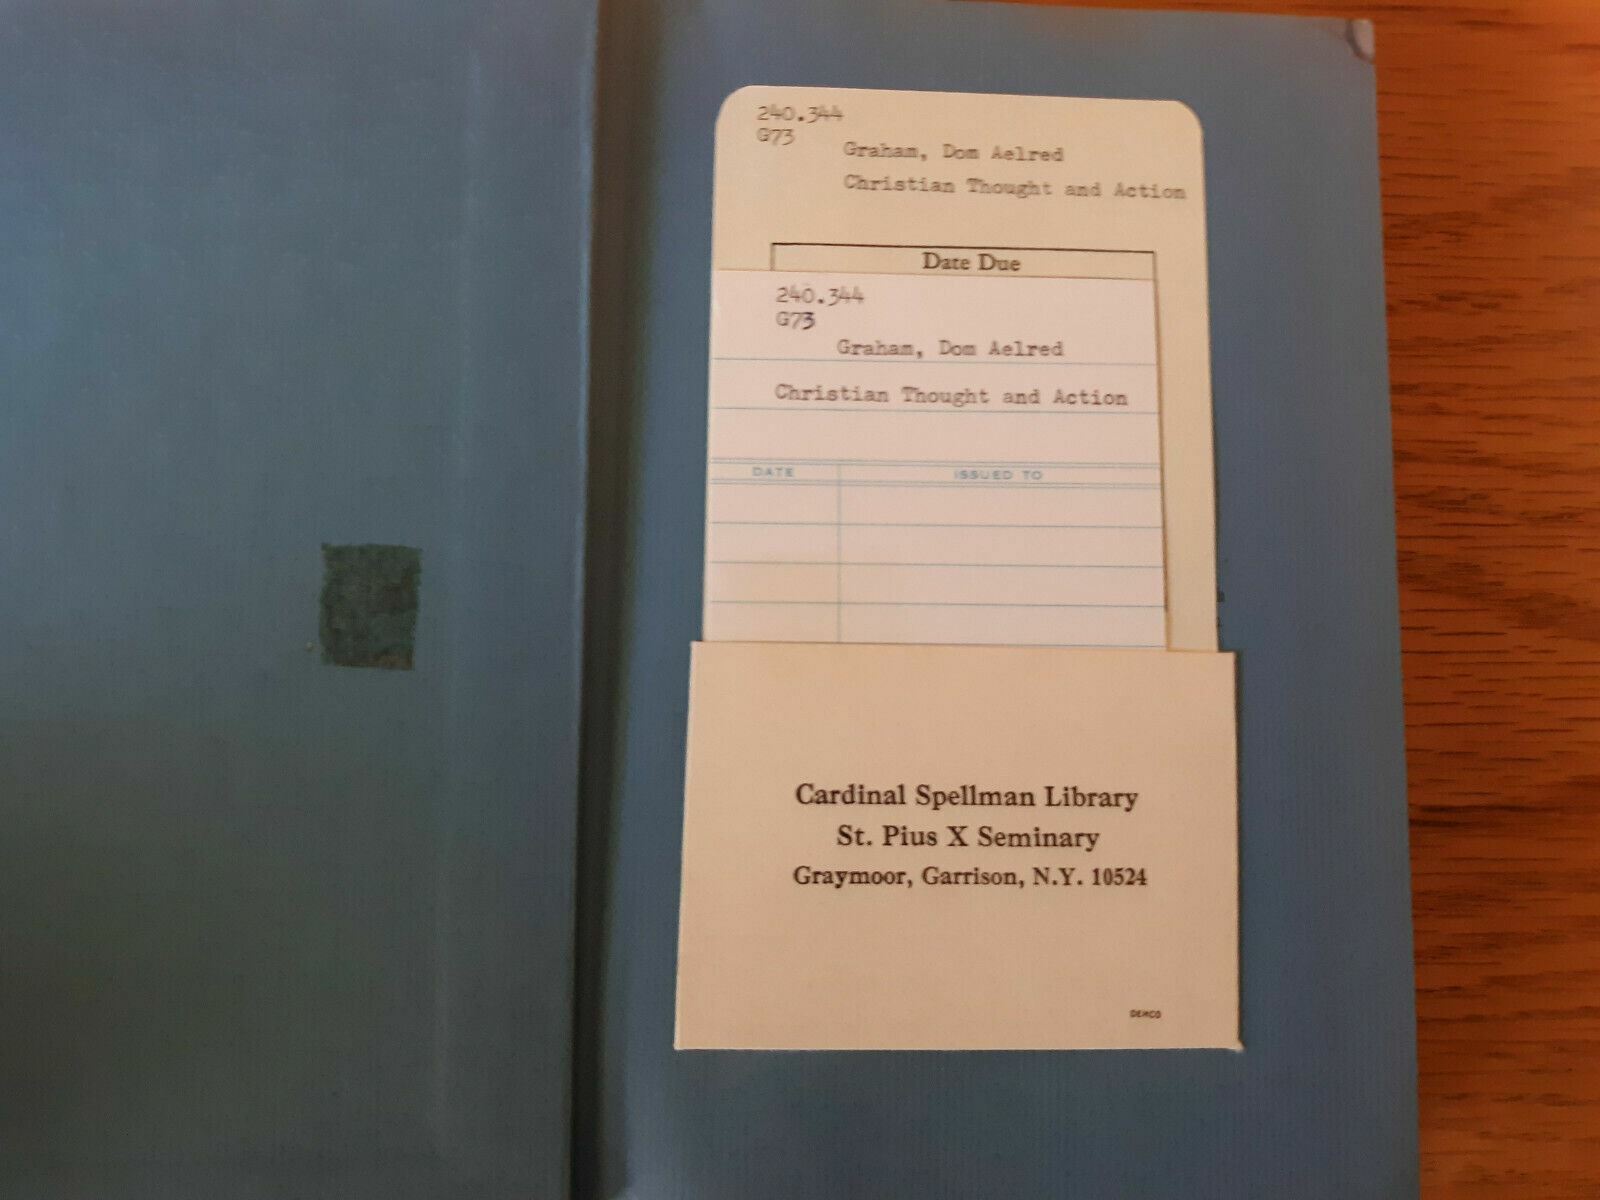 240.344
G73
Graham, Dom Aelred
Christian Thought and Action
Date Due
240.344
G73
Graham, Dom Aelred
Christian Thought and Action
DATE ISSUED TO
Cardinal Spellman Library
St. Pius X Seminary
Graymoor, Garrison, N.Y. 10524
DEMCO